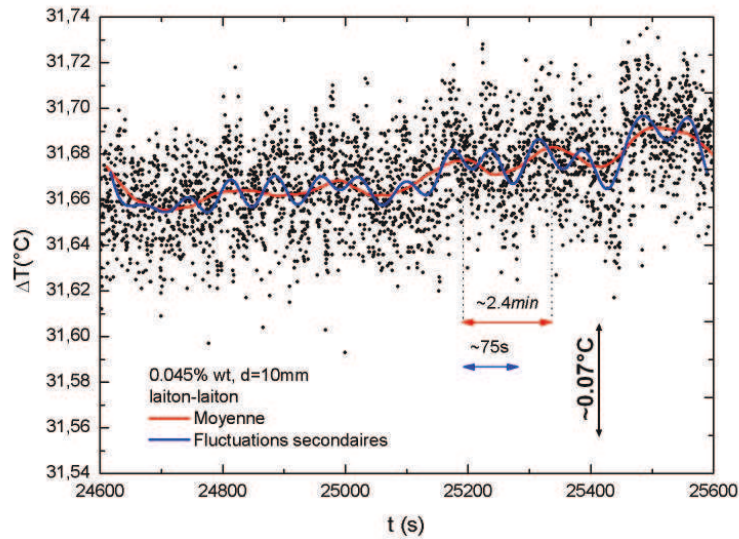 31,74
31,72
31,70
31,68
31,66
31,64
31,62
31,60
31,58
31,56
31,54
ΔT(°C)
~2.4min
~75s
~0.07°C
0.045% wt, d=10mm
laiton-laiton
Moyenne
Fluctuations secondaires
24600 24800 25000 25200 25400 25600
t (s)